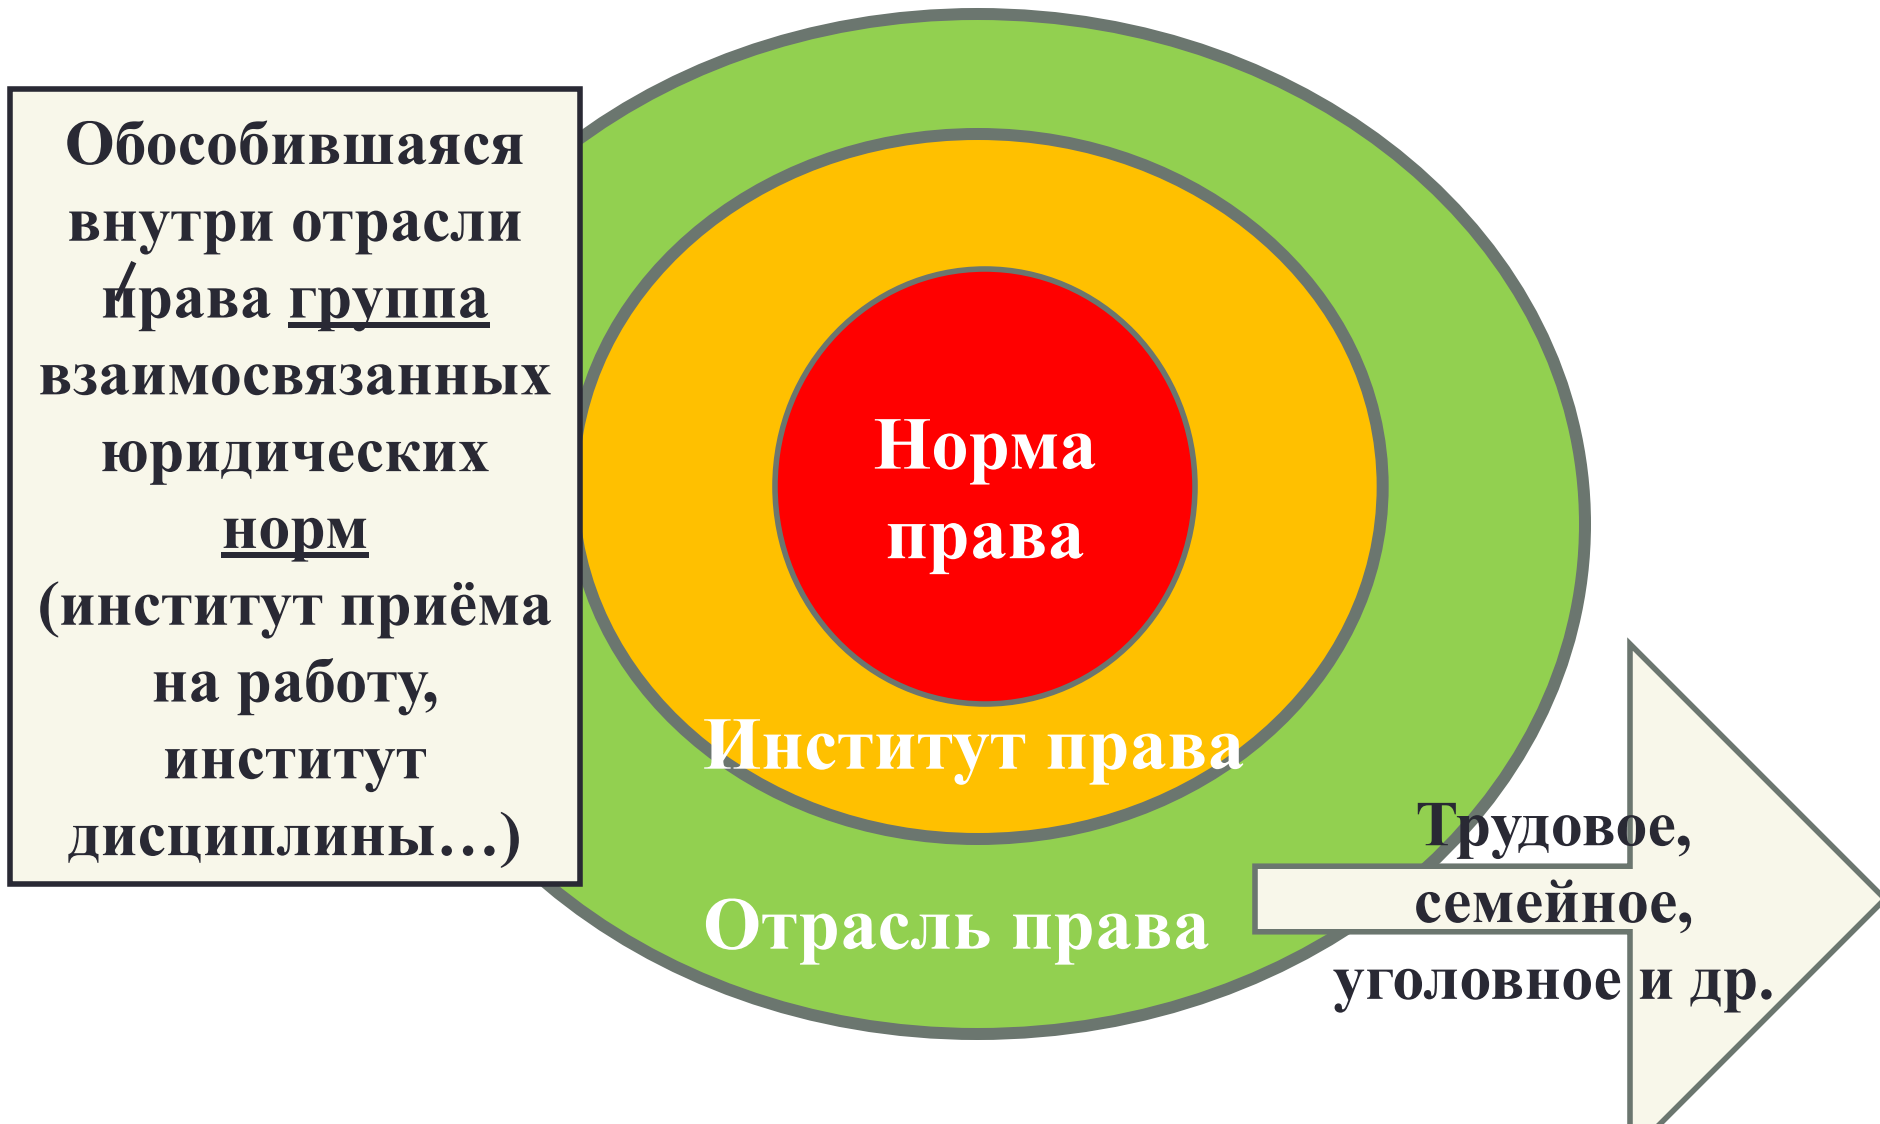 Обособившаяся
внутри отрасли
права группа
взаимосвязанных
юридических
норм
(институт приёма
на работу,
институт
дисциплины…)
Норма
права
Институт права
Отрасль права
Трудовое,
семейное,
уголовное и др.